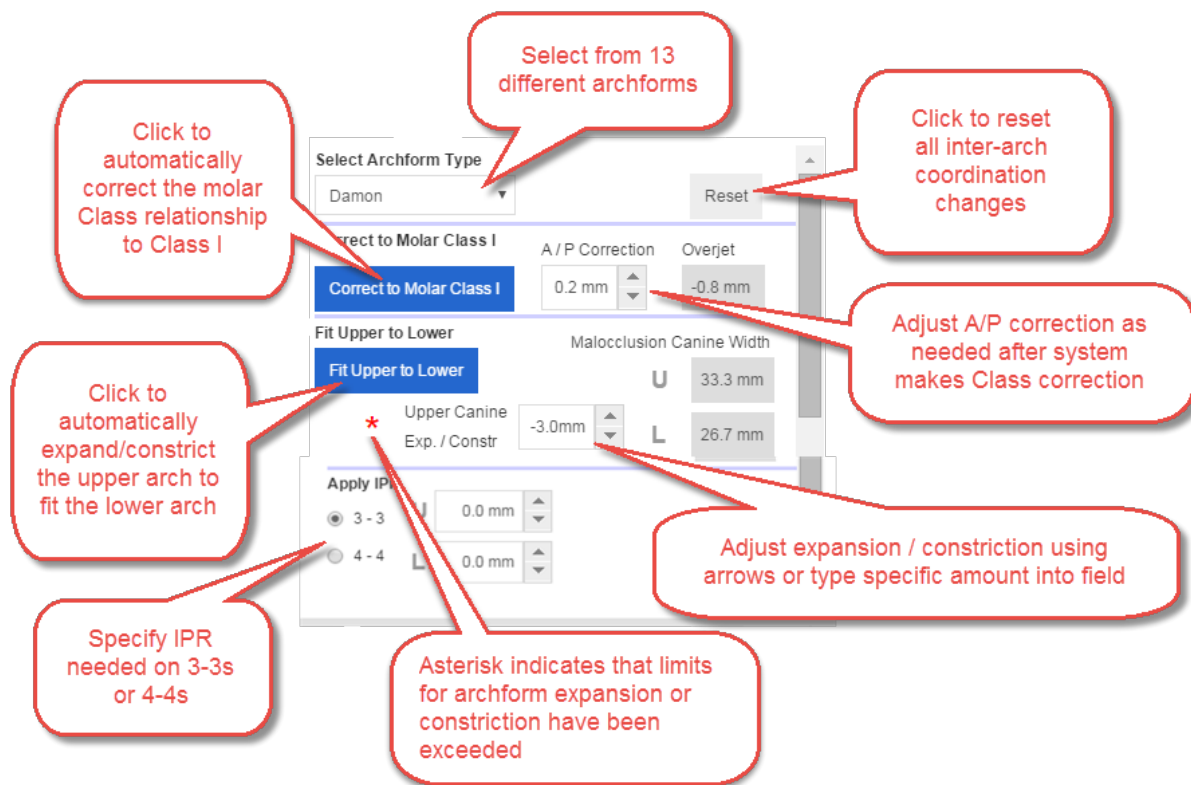 Select from 13
different archforms
Click to
automatically
correct the molar
Class relationship
to Class I
Click to reset
all inter-arch
coordination
changes
Select Archform Type
Damon
Reset
rrect to Molar Class I
A / P Correction
Overjet
Correct to Molar Class I
0.2 mm
-0.8 mm
Adjust A/P correction as
needed after system
makes Class correction
Fit Upper to Lower
Malocclusion Canine Width
Fit Upper to Lower
U
33.3 mm
Click to
automatically
expand/constrict
the upper arch to
fit the lower arch
*
Upper Canine
Exp. / Constr
-3.0mm
L
26.7 mm
Apply IP
3 - 3
U
0.0 mm
4 - 4
L
0.0 mm
Adjust expansion / constriction using
arrows or type specific amount into field
Specify IPR
needed on 3-3s
or 4-4s
Asterisk indicates that limits
for archform expansion or
constriction have been
exceeded